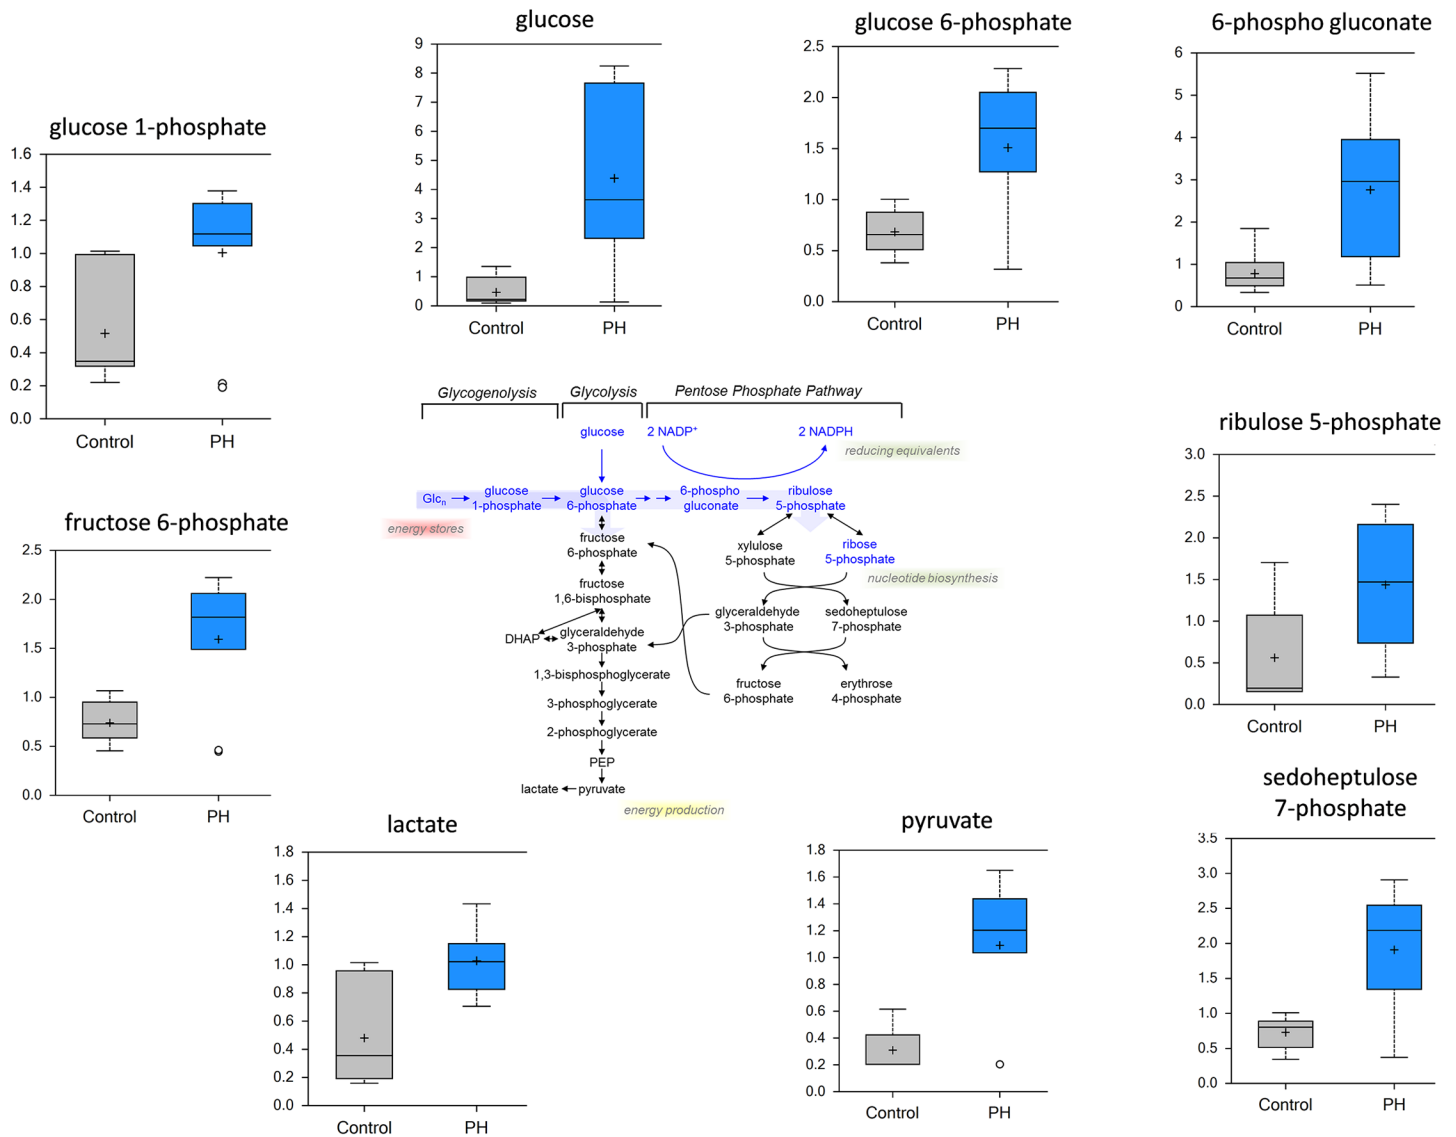 glucose
9
8
7
6
5
4
3
2
1
0
Control PH
glucose 6-phosphate
2.5
2.0
1.5
1.0
0.5
0.0
Control PH
6-phospho gluconate
6
5
4
3
2
1
0
Control PH
glucose 1-phosphate
1.6
1.4
1.2
1.0
0.8
0.6
0.4
0.2
0.0
Control PH
Glycogenolysis Glycolysis Pentose Phosphate Pathway
glucose 2 NADP+ 2 NADPH
reducing equivalents
Glcn
glucose
1-phosphate
glucose
6-phosphate
6-phospho
gluconate
ribulose
5-phosphate
energy stores
fructose
6-phosphate
xylulose
5-phosphate
ribose
5-phosphate
nucleotide biosynthesis
fructose
1,6-bisphosphate
DHAP
glyceraldehyde
3-phosphate
glyceraldehyde
3-phosphate
sedoheptulose
7-phosphate
1,3-bisphosphoglycerate
3-phosphoglycerate
fructose
6-phosphate
erythrose
4-phosphate
2-phosphoglycerate
PEP
lactate pyruvate
energy production
ribulose 5-phosphate
3.0
2.5
2.0
1.5
1.0
0.5
0.0
Control PH
fructose 6-phosphate
2.5
2.0
1.5
1.0
0.5
0.0
Control PH
lactate
1.8
1.6
1.4
1.2
1.0
0.8
0.6
0.4
0.2
0.0
Control PH
pyruvate
1.8
1.6
1.4
1.2
1.0
0.8
0.6
0.4
0.2
0.0
Control PH
sedoheptulose
7-phosphate
3.5
3.0
2.5
2.0
1.5
1.0
0.5
0.0
Control PH